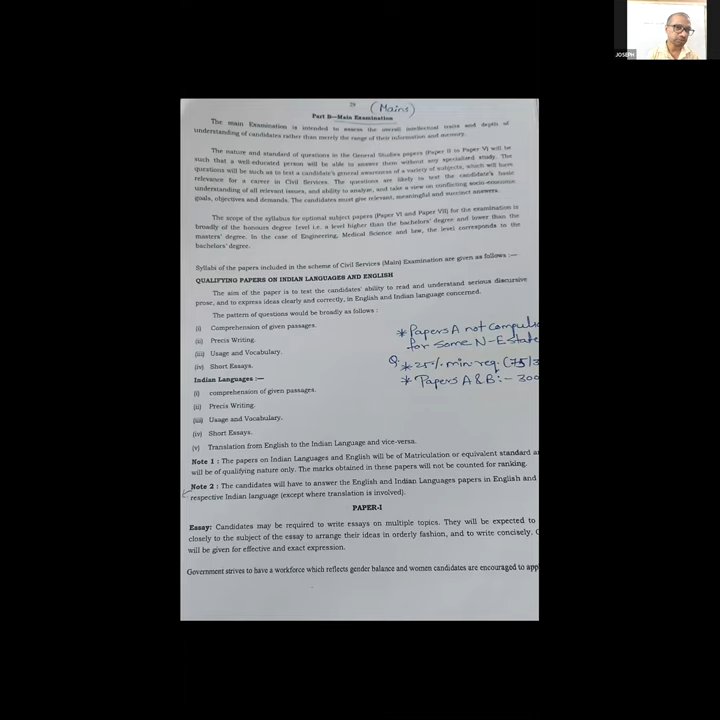 JOSEPH
19 (Mains)
Part B—Main Examination
The main Examination is intended to assess the overall intellectual traits and depth of
understanding of candidates rather than merely the range of their information and memory.
The nature and standard of questions in the General Studies papers (Paper II to Paper V) will be
such that a well-educated person will be able to answer them without any specialized study. The
questions will be such as to test a candidate's general awareness of a variety of subjects, which will have
relevance for a career in Civil Services. The questions are likely to test the candidate's basic
understanding of all relevant issues, and ability to analyze, and take a view on conflicting socio-economic
goals, objectives and demands. The candidates must give relevant, meaningful and succinct answers.
The scope of the syllabus for optional subject papers (Paper VI and Paper VII) for the examination is
broadly of the honours degree level i.e. a level higher than the bachelors' degree and lower than the
masters' degree. In the case of Engineering, Medical Science and law, the level corresponds to the
bachelors' degree.
Syllabi of the papers included in the scheme of Civil Services (Main) Examination are given as follows :—
QUALIFYING PAPERS ON INDIAN LANGUAGES AND ENGLISH
The aim of the paper is to test the candidates' ability to read and understand serious discursive
prose, and to express ideas clearly and correctly, in English and Indian language concerned.
The pattern of questions would be broadly as follows :
(i) Comprehension of given passages.
(ii) Precis Writing.
(iii) Usage and Vocabulary.
(iv) Short Essays.
Indian Languages :—
(i) comprehension of given passages.
(ii) Precis Writing.
(iii) Usage and Vocabulary.
(iv) Short Essays.
(v) Translation from English to the Indian Language and vice-versa.
* Papers A not compuls
for some N-E state
Q. * 25% min req. (75/3
* Papers A & B :- 300
Note 1 : The papers on Indian Languages and English will be of Matriculation or equivalent standard a
will be of qualifying nature only. The marks obtained in these papers will not be counted for ranking.
Note 2 : The candidates will have to answer the English and Indian Languages papers in English and
respective Indian language (except where translation is involved).
PAPER-I
Essay: Candidates may be required to write essays on multiple topics. They will be expected to
closely to the subject of the essay to arrange their ideas in orderly fashion, and to write concisely. C
will be given for effective and exact expression.
Government strives to have a workforce which reflects gender balance and women candidates are encouraged to app